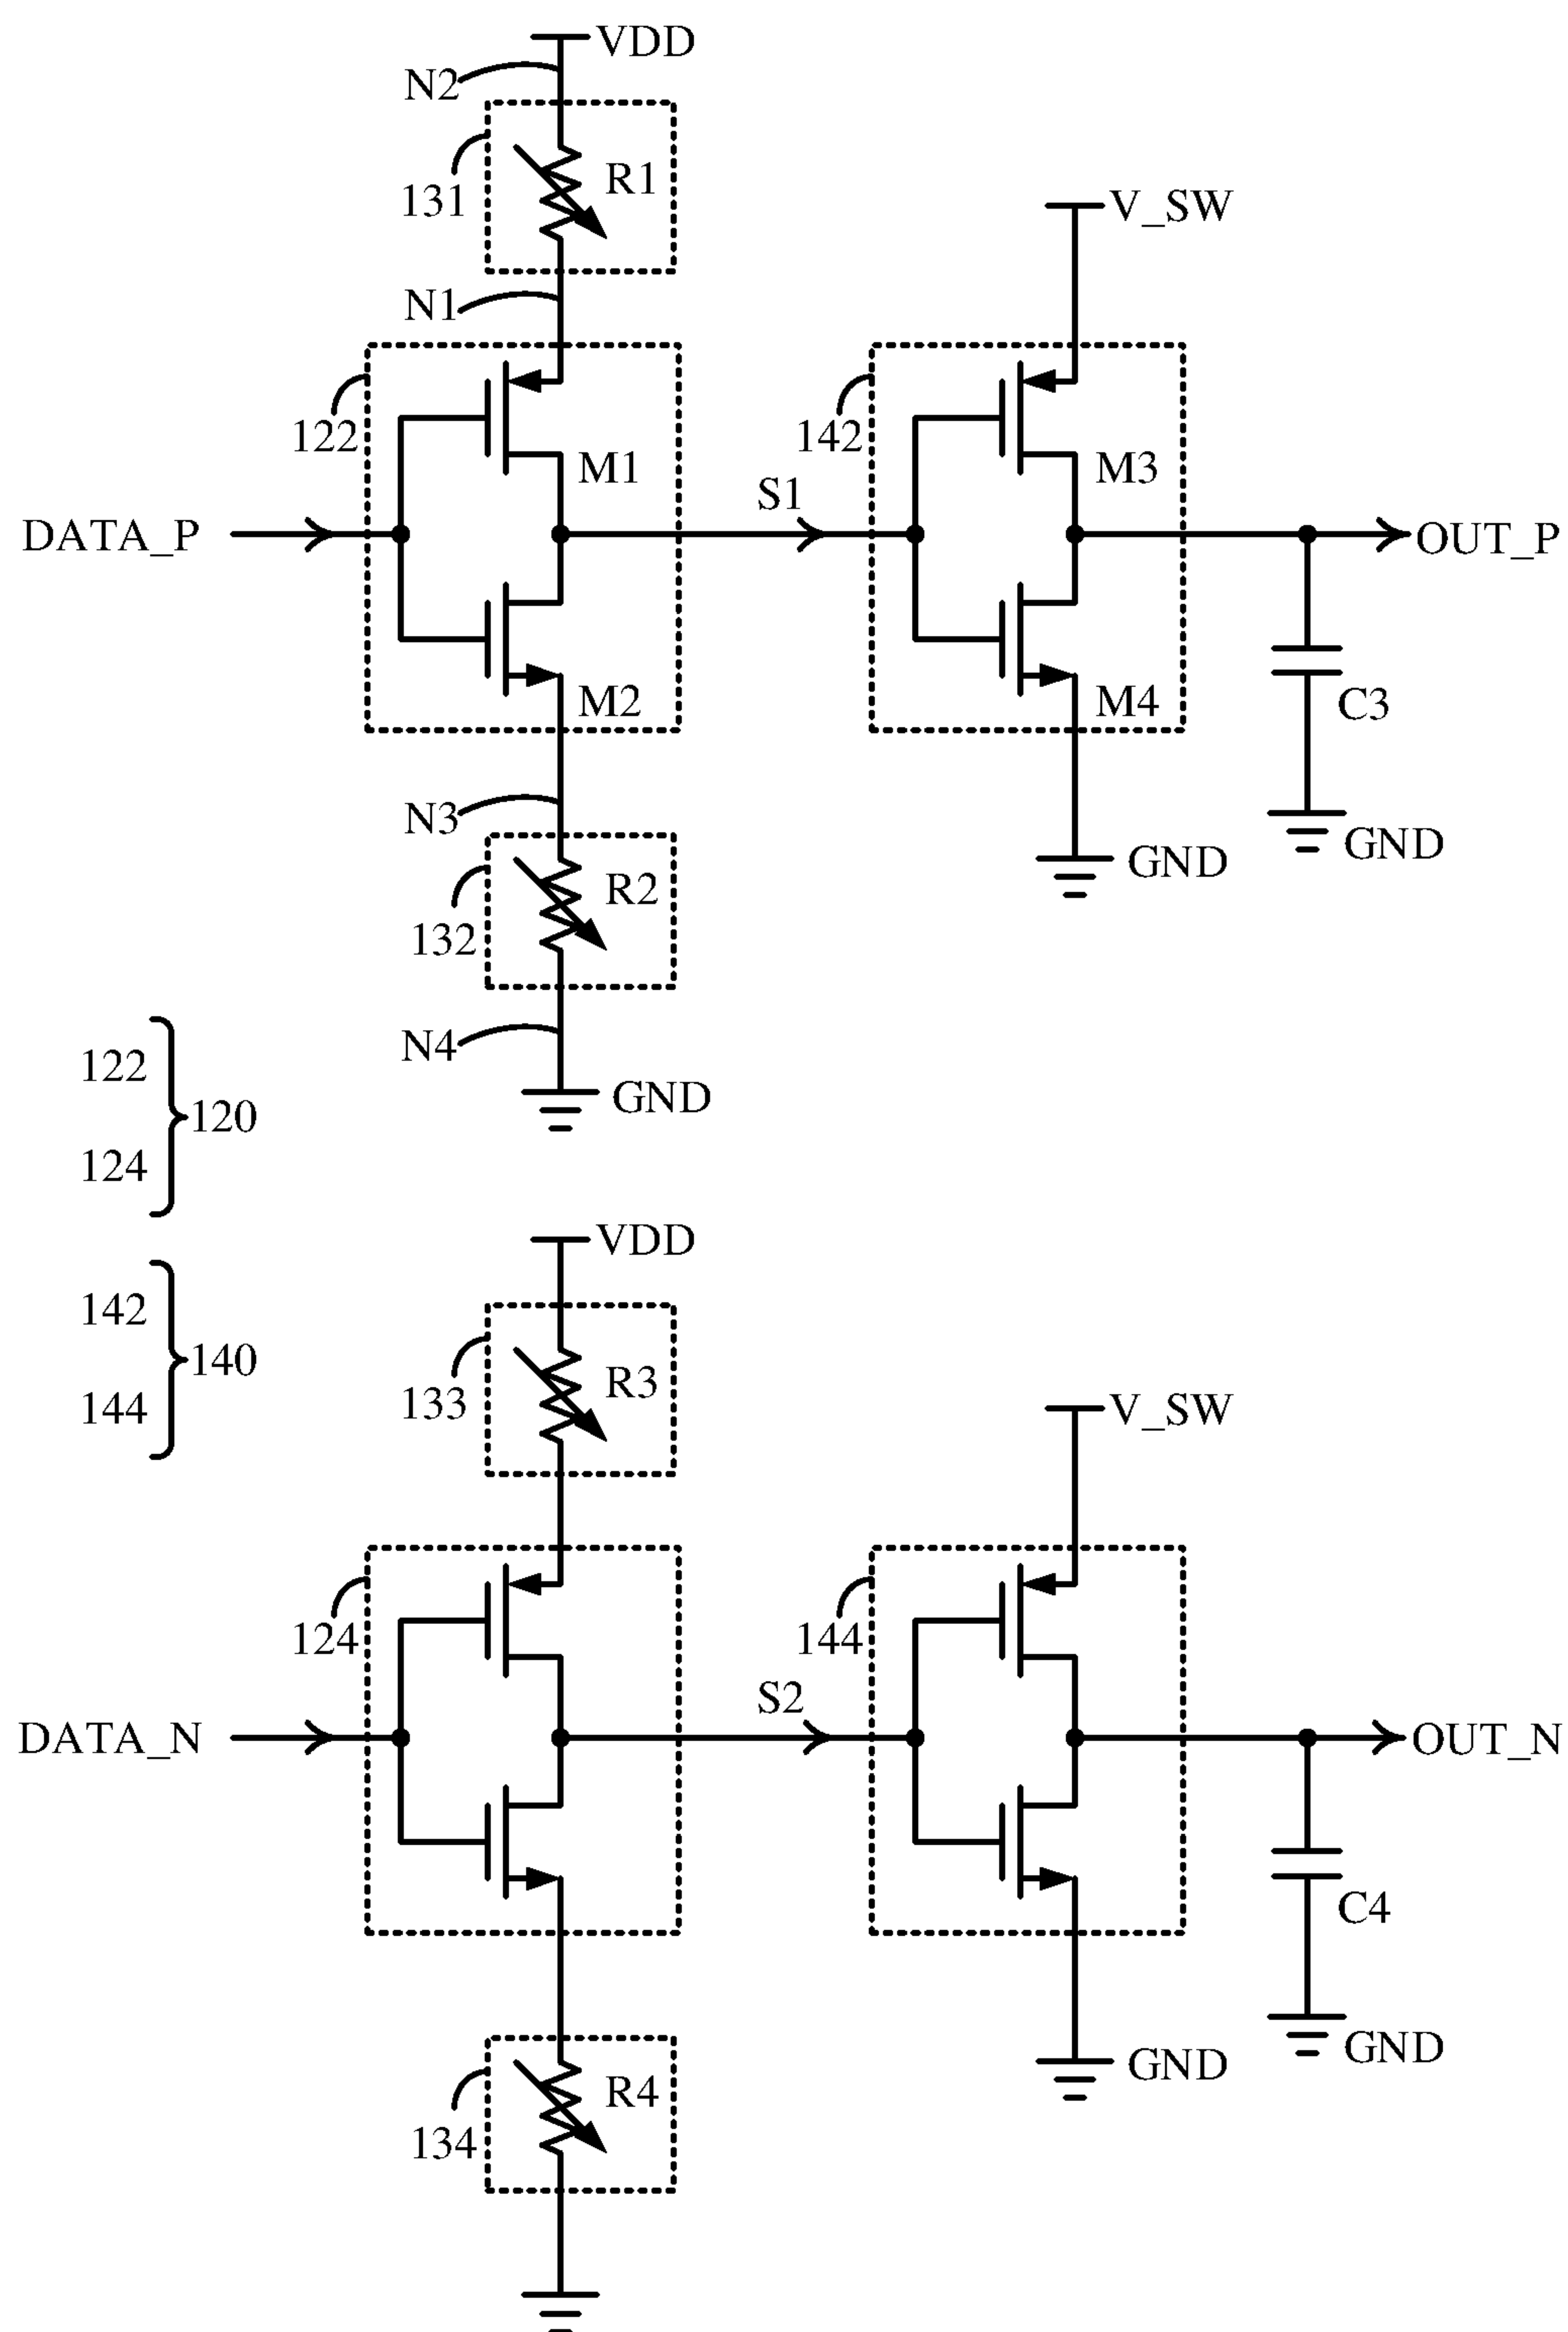 VDD
N2
R1
131
V_SW
N1
122
142
M1
M3
S1
DATA_P
OUT_P
M2
M4
C3
N3
GND
GND
R2
132
N4
GND
122
120
124
VDD
142
R3
140
133
144
V_SW
124
144
S2
DATA_N
OUT_N
C4
GND
GND
R4
134